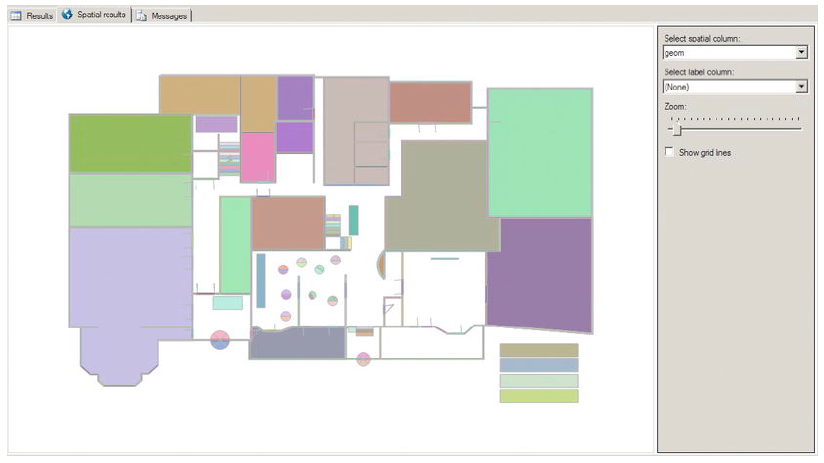 Results
Spatial results
Messages
Select spatial column:
geom
Select label column:
(None)
Zoom:
Show grid lines